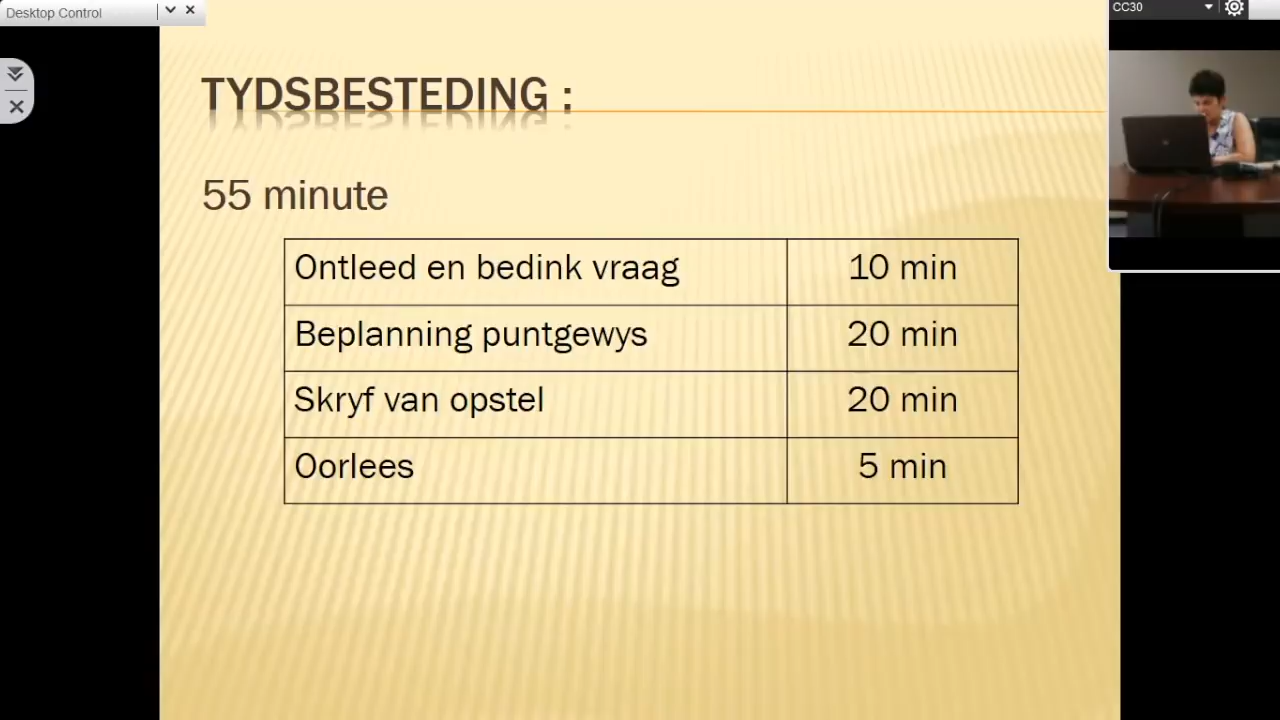 Desktop Control
CC30
TYDSBESTEDING :
55 minute
Ontleed en bedink vraag 10 min
Beplanning puntgewys 20 min
Skryf van opstel 20 min
Oorlees 5 min